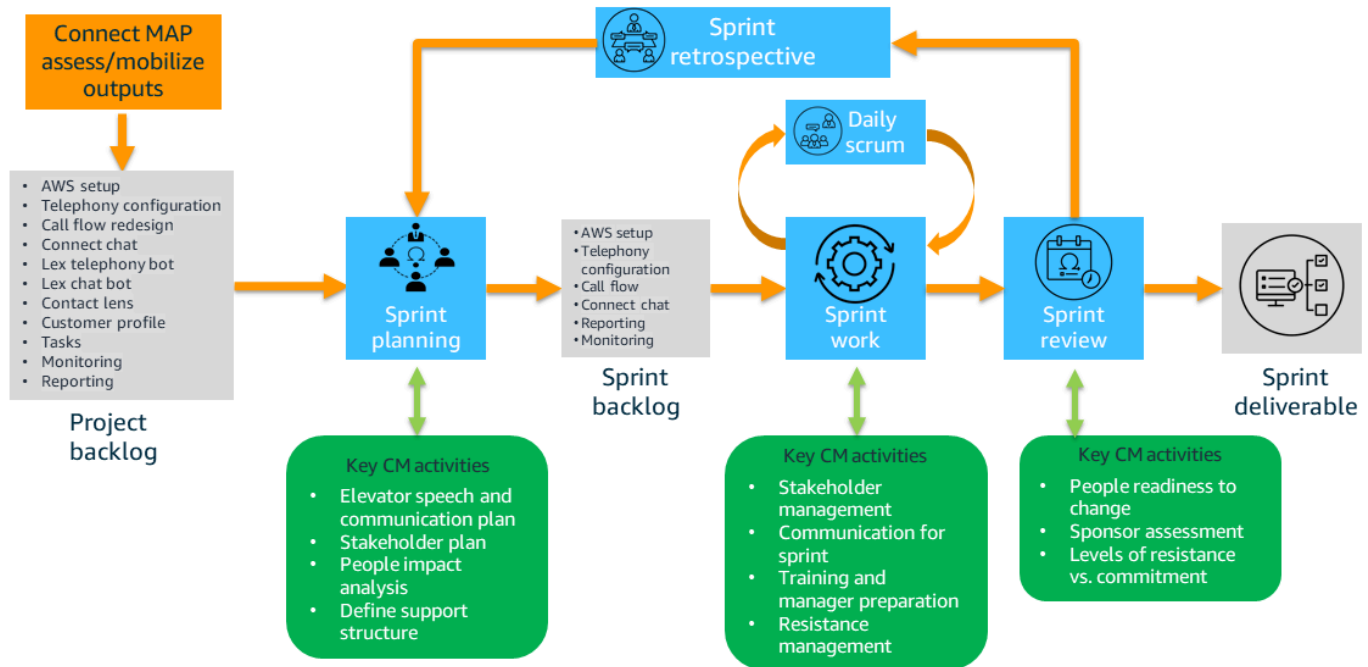 Connect MAP
assess/mobilize
outputs
Sprint
retrospective
Daily
scrum
• AWS setup
• Telephony configuration
• Call flow redesign
• Connect chat
• Lex telephony bot
• Lex chat bot
• Contact lens
• Customer profile
• Tasks
• Monitoring
• Reporting
Project
backlog
Sprint
planning
• AWS setup
• Telephony
configuration
• Call flow
• Connect chat
• Reporting
• Monitoring
Sprint
backlog
Sprint
work
Sprint
review
Sprint
deliverable
Key CM activities
• Elevator speech and
communication plan
• Stakeholder plan
• People impact
analysis
• Define support
structure
Key CM activities
• Stakeholder
management
• Communication for
sprint
• Training and
manager preparation
• Resistance
management
Key CM activities
• People readiness to
change
• Sponsor assessment
• Levels of resistance
vs. commitment